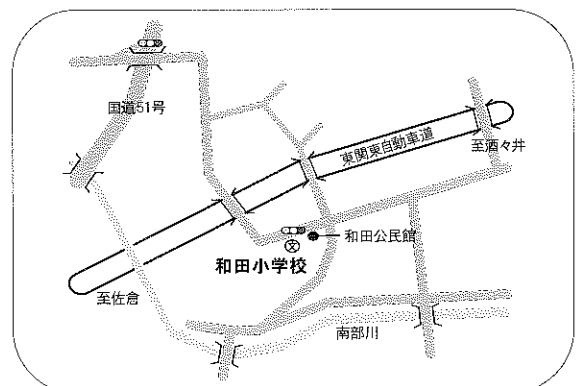 国道51号
東関東自動車道
至酒々井
和田公民館
文
和田小学校
至佐倉
南部川